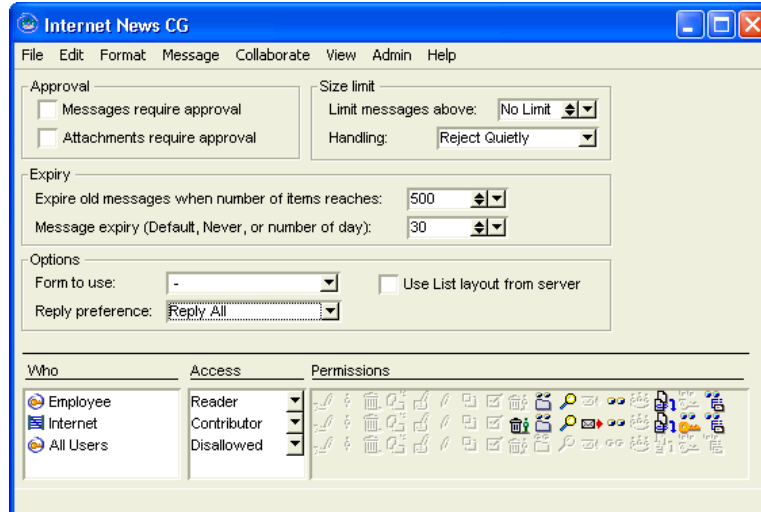 Internet News CG
File Edit Format Message Collaborate View Admin Help
Approval
Messages require approval
Attachments require approval
Size limit
Limit messages above: No Limit
Handling: Reject Quietly
Expiry
Expire old messages when number of items reaches: 500
Message expiry (Default, Never, or number of day): 30
Options
Form to use: -
Use List layout from server
Reply preference: Reply All
Who Access Permissions
Employee Reader
Internet Contributor
All Users Disallowed